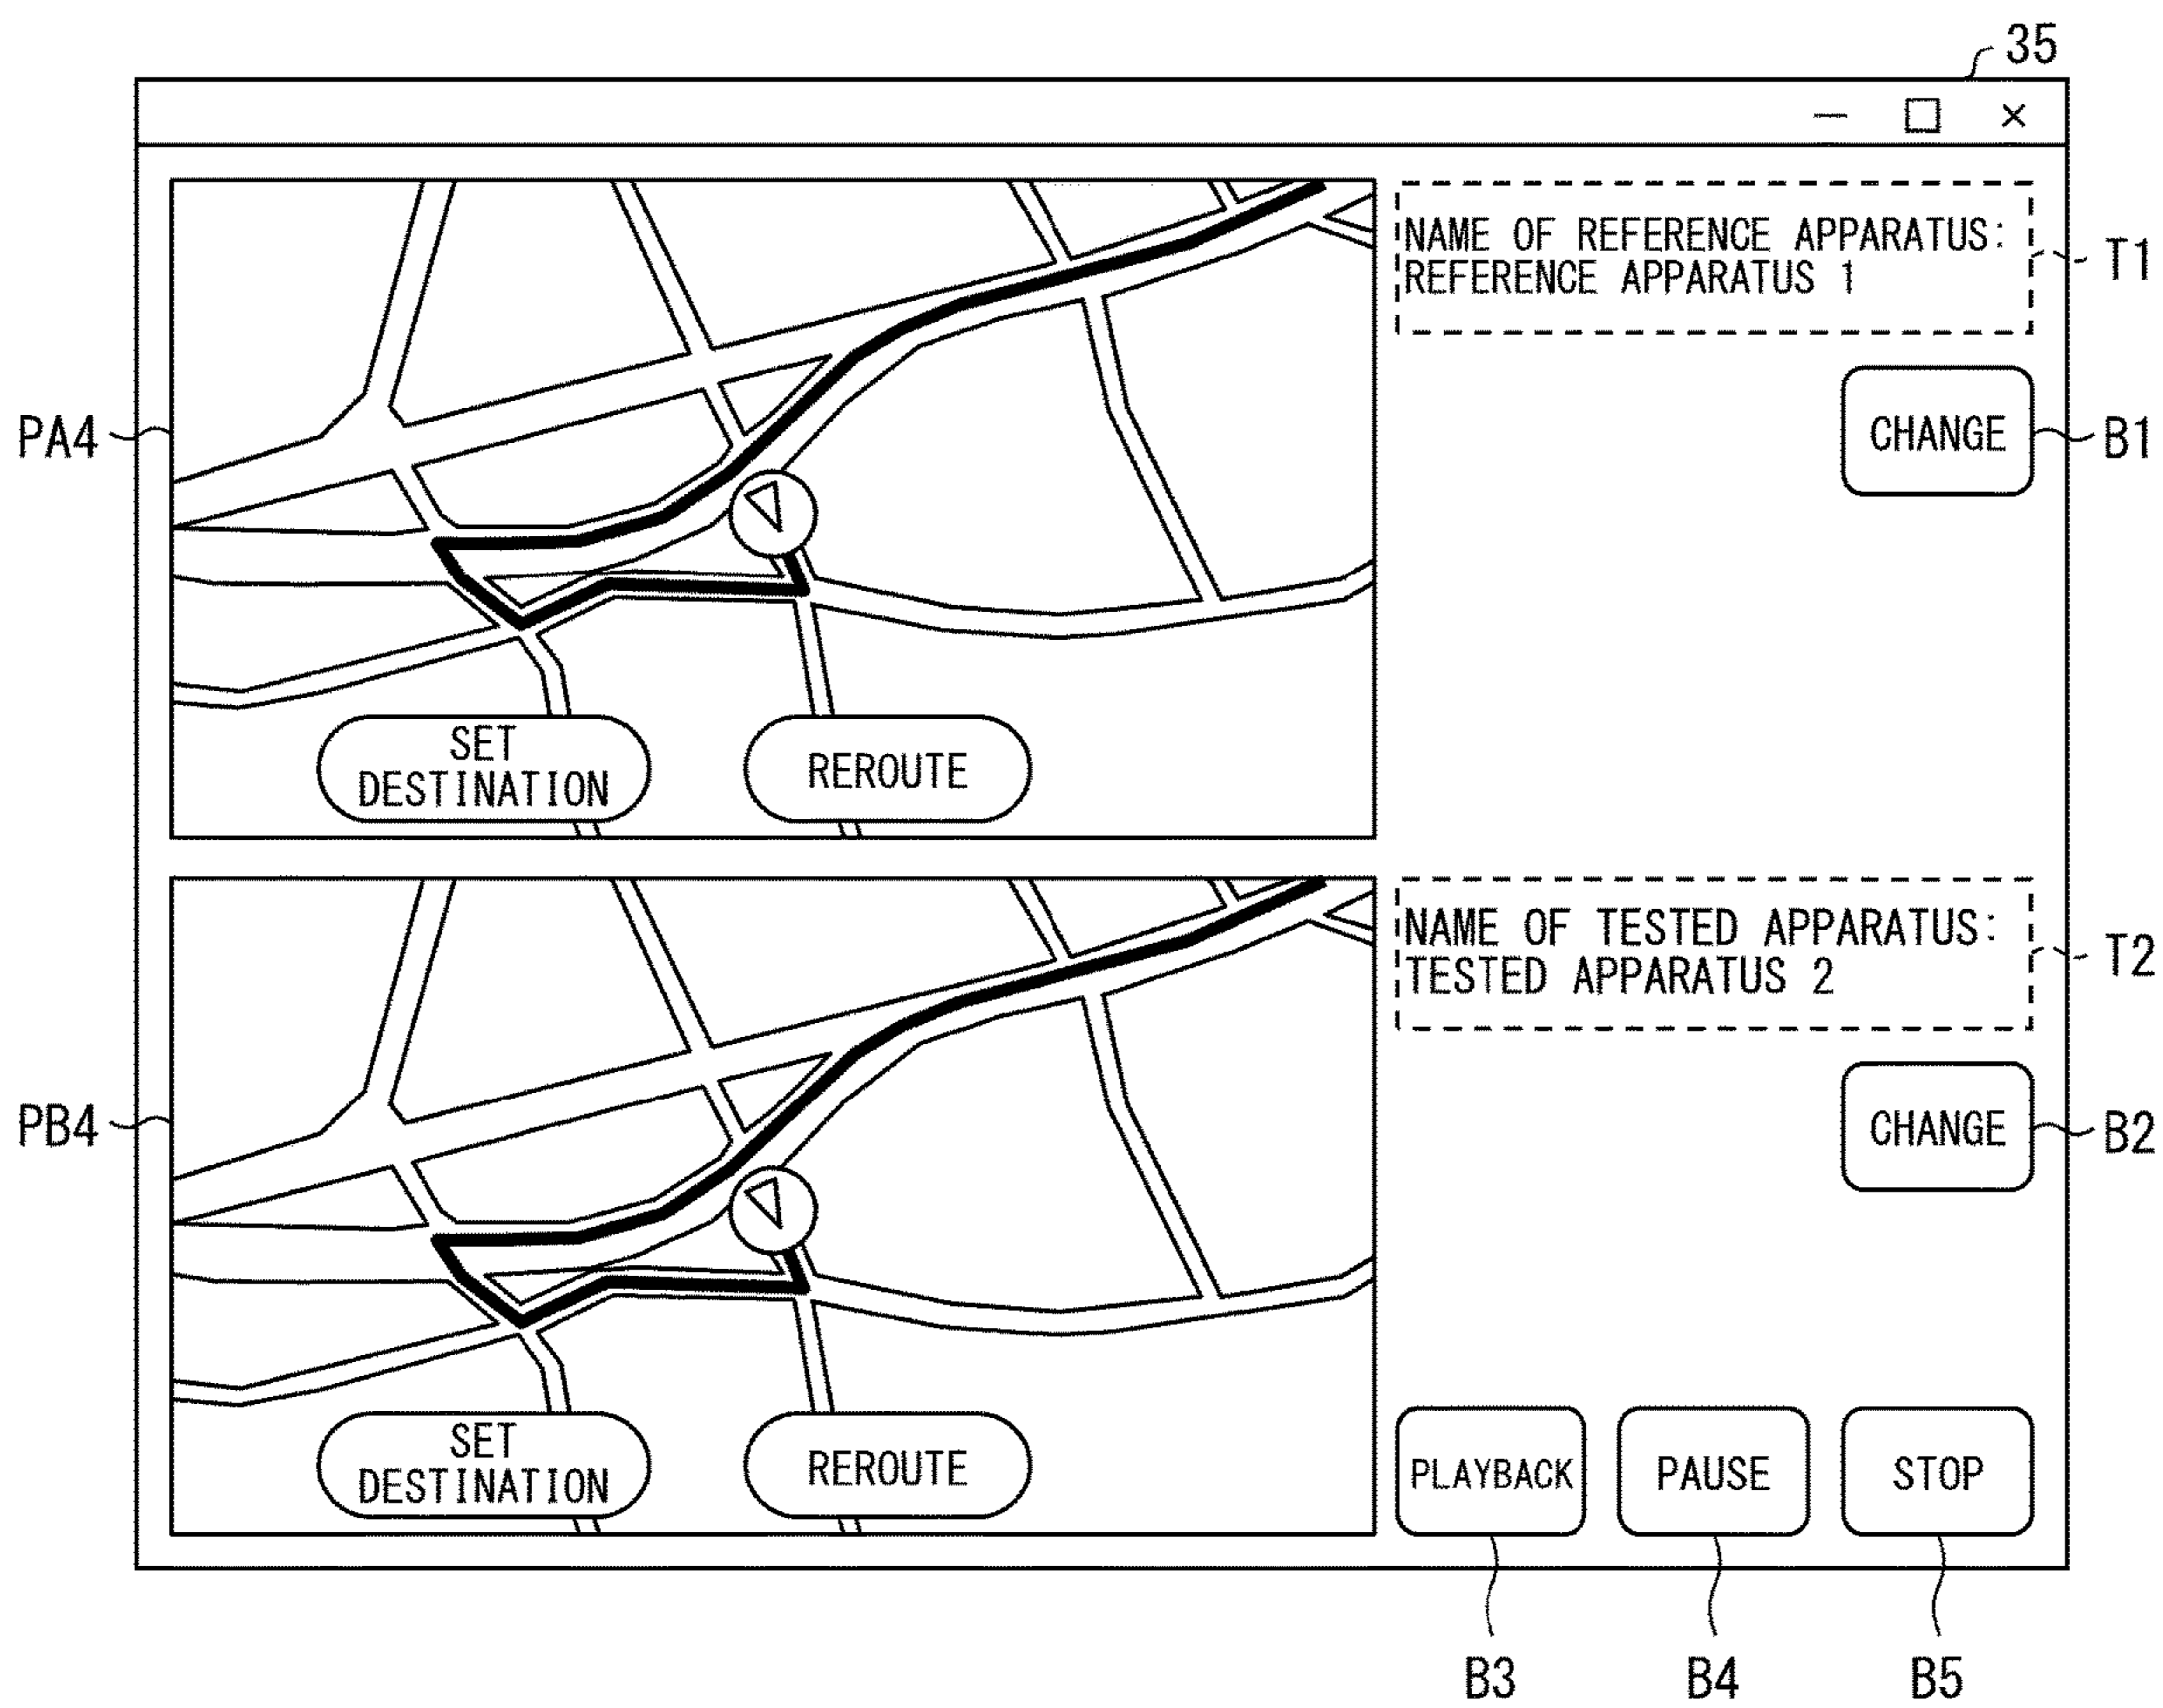 35
NAME OF REFERENCE APPARATUS:
REFERENCE APPARATUS 1
T1
PA4
CHANGE
B1
SET
DESTINATION
REROUTE
NAME OF TESTED APPARATUS:
TESTED APPARATUS 2
T2
PB4
CHANGE
B2
SET
DESTINATION
REROUTE
PLAYBACK
PAUSE
STOP
B3
B4
B5